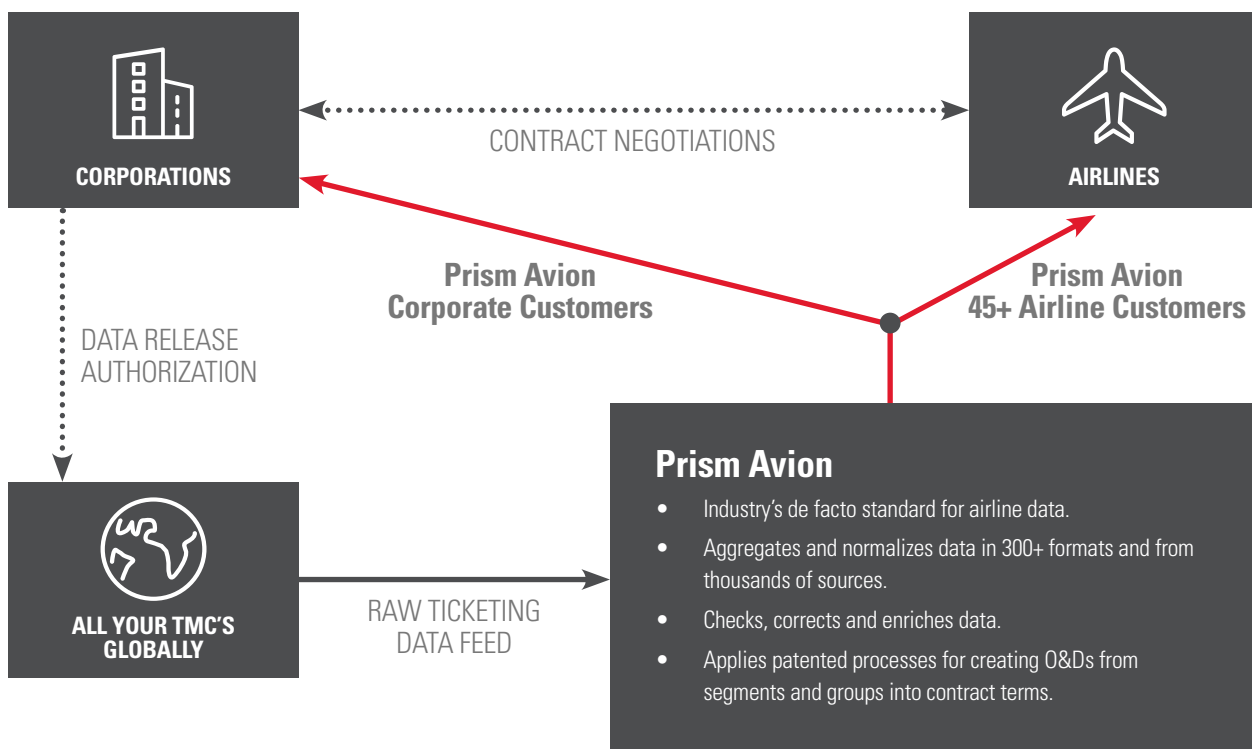 CORPORATIONS
CONTRACT NEGOTIATIONS
AIRLINES
Prism Avion
Corporate Customers
Prism Avion
45+ Airline Customers
DATA RELEASE
AUTHORIZATION
ALL YOUR TMC'S
GLOBALLY
RAW TICKETING
DATA FEED
Prism Avion
• Industry’s de facto standard for airline data.
• Aggregates and normalizes data in 300+ formats and from
thousands of sources.
• Checks, corrects and enriches data.
• Applies patented processes for creating O&Ds from
segments and groups into contract terms.